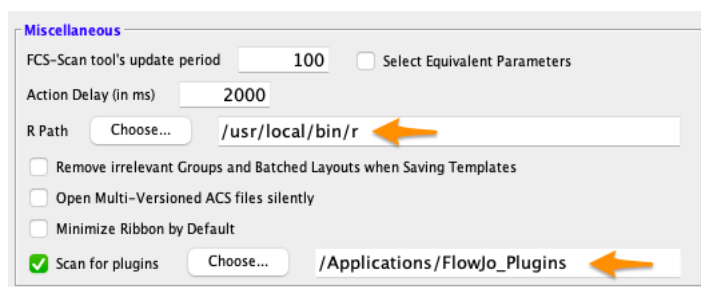 Miscellaneous
FCS-Scan tool's update period 100 Select Equivalent Parameters
Action Delay (in ms) 2000
R Path Choose... /usr/local/bin/r
Remove irrelevant Groups and Batched Layouts when Saving Templates
Open Multi-Versioned ACS files silently
Minimize Ribbon by Default
Scan for plugins Choose... /Applications/FlowJo_Plugins